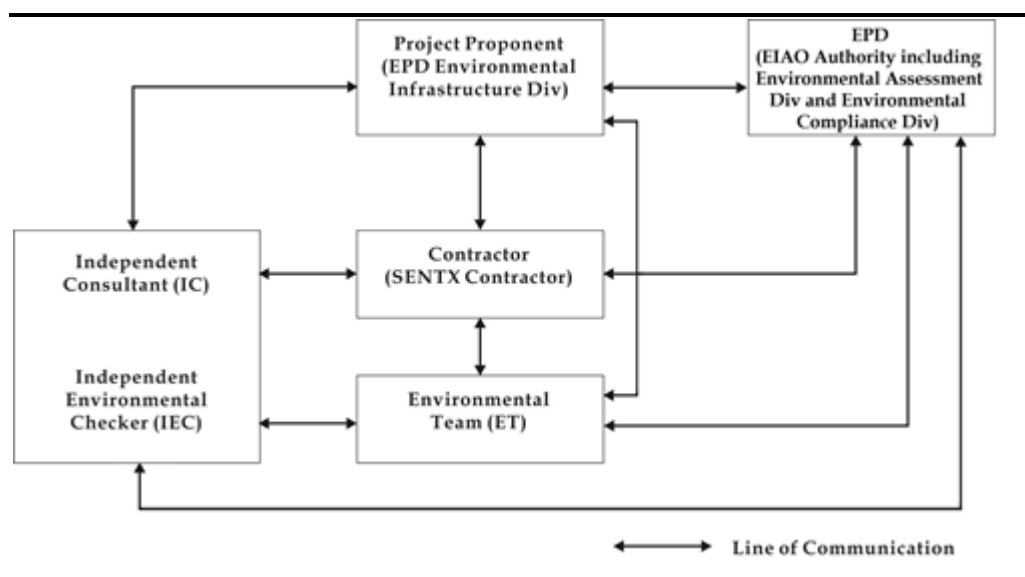 Project Proponent
(EPD Environmental
Infrastructure Div)
EPD
(EIAO Authority including
Environmental Assessment
Div and Environmental
Compliance Div)
Independent
Consultant (IC)
Contractor
(SENTX Contractor)
Independent
Environmental
Checker (IEC)
Environmental
Team (ET)
Line of Communication